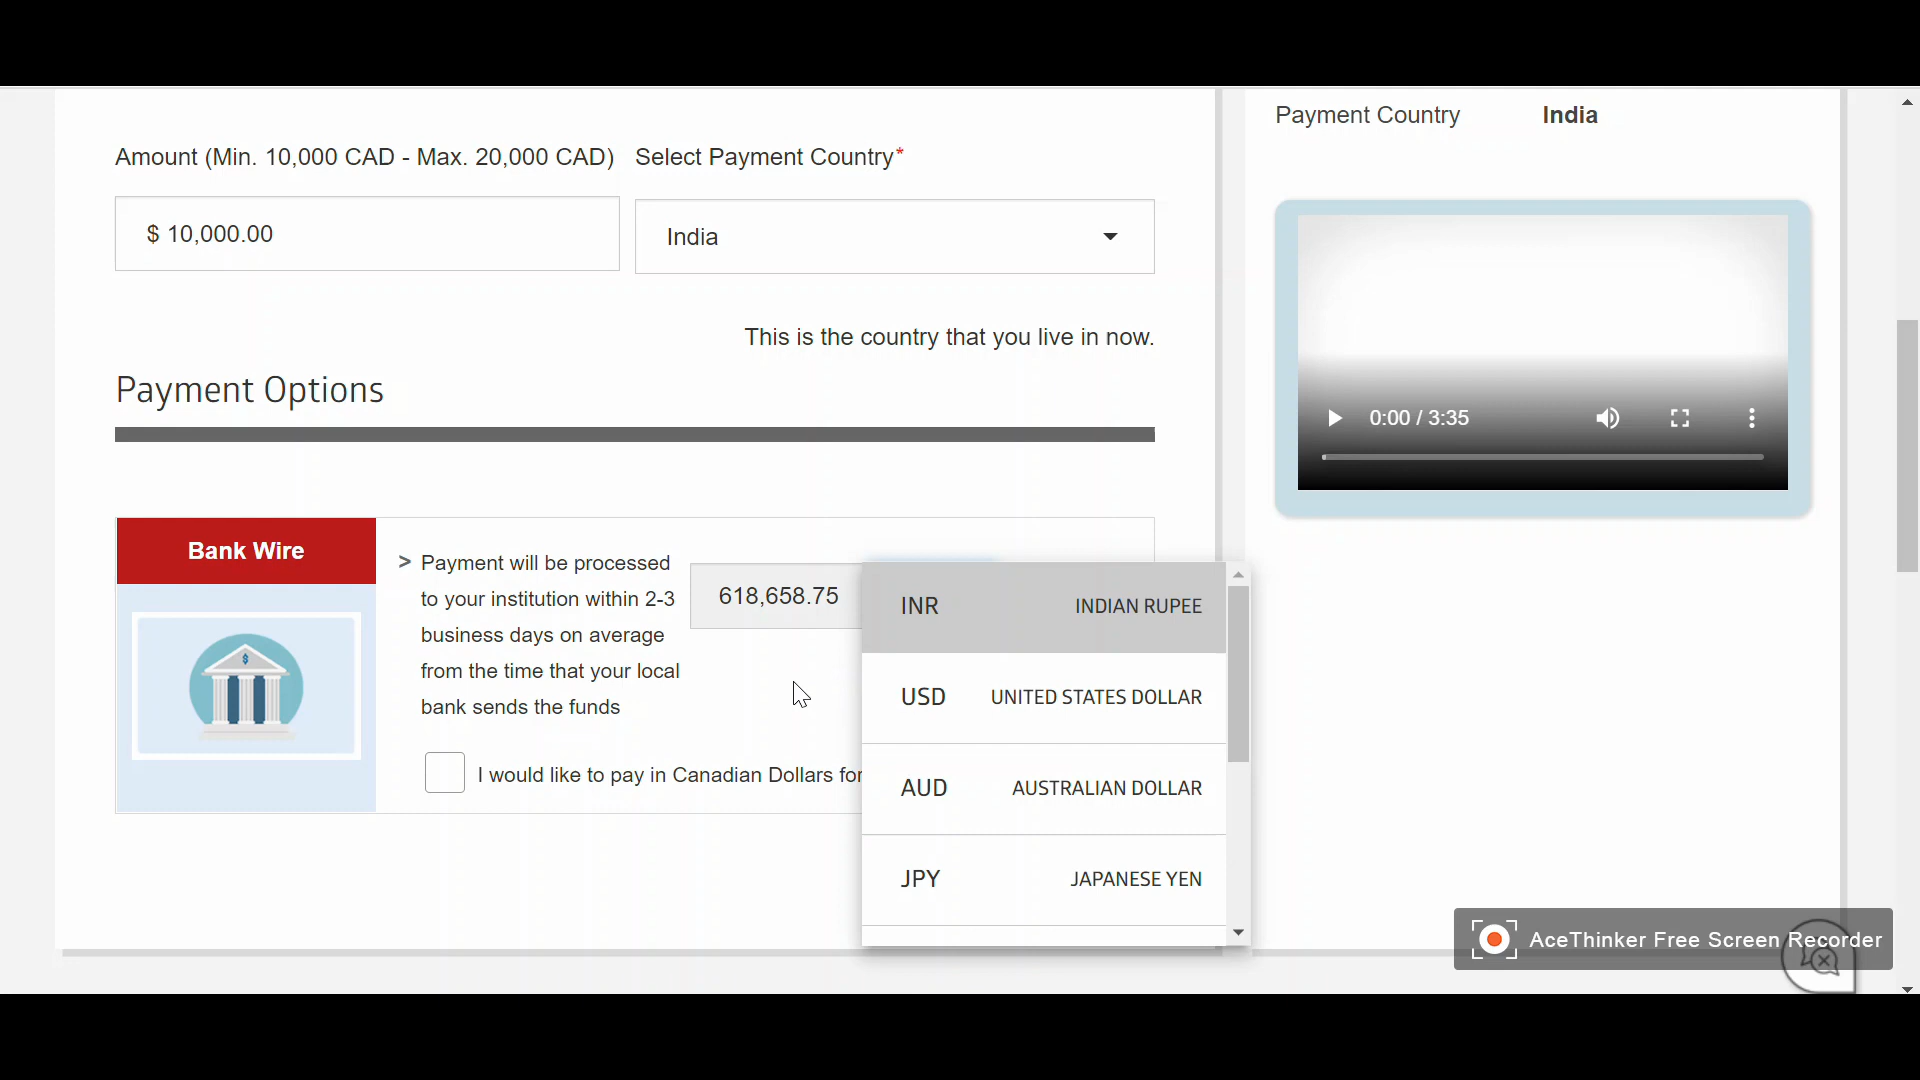 Payment Country India
Amount (Min. 10,000 CAD - Max. 20,000 CAD) Select Payment Country*
$ 10,000.00
India
This is the country that you live in now.
Payment Options
Bank Wire
> Payment will be processed
to your institution within 2-3
business days on average
from the time that your local
bank sends the funds
618,658.75
I would like to pay in Canadian Dollars for
INR INDIAN RUPEE
USD UNITED STATES DOLLAR
AUD AUSTRALIAN DOLLAR
JPY JAPANESE YEN
0:00 / 3:35
AceThinker Free Screen Recorder